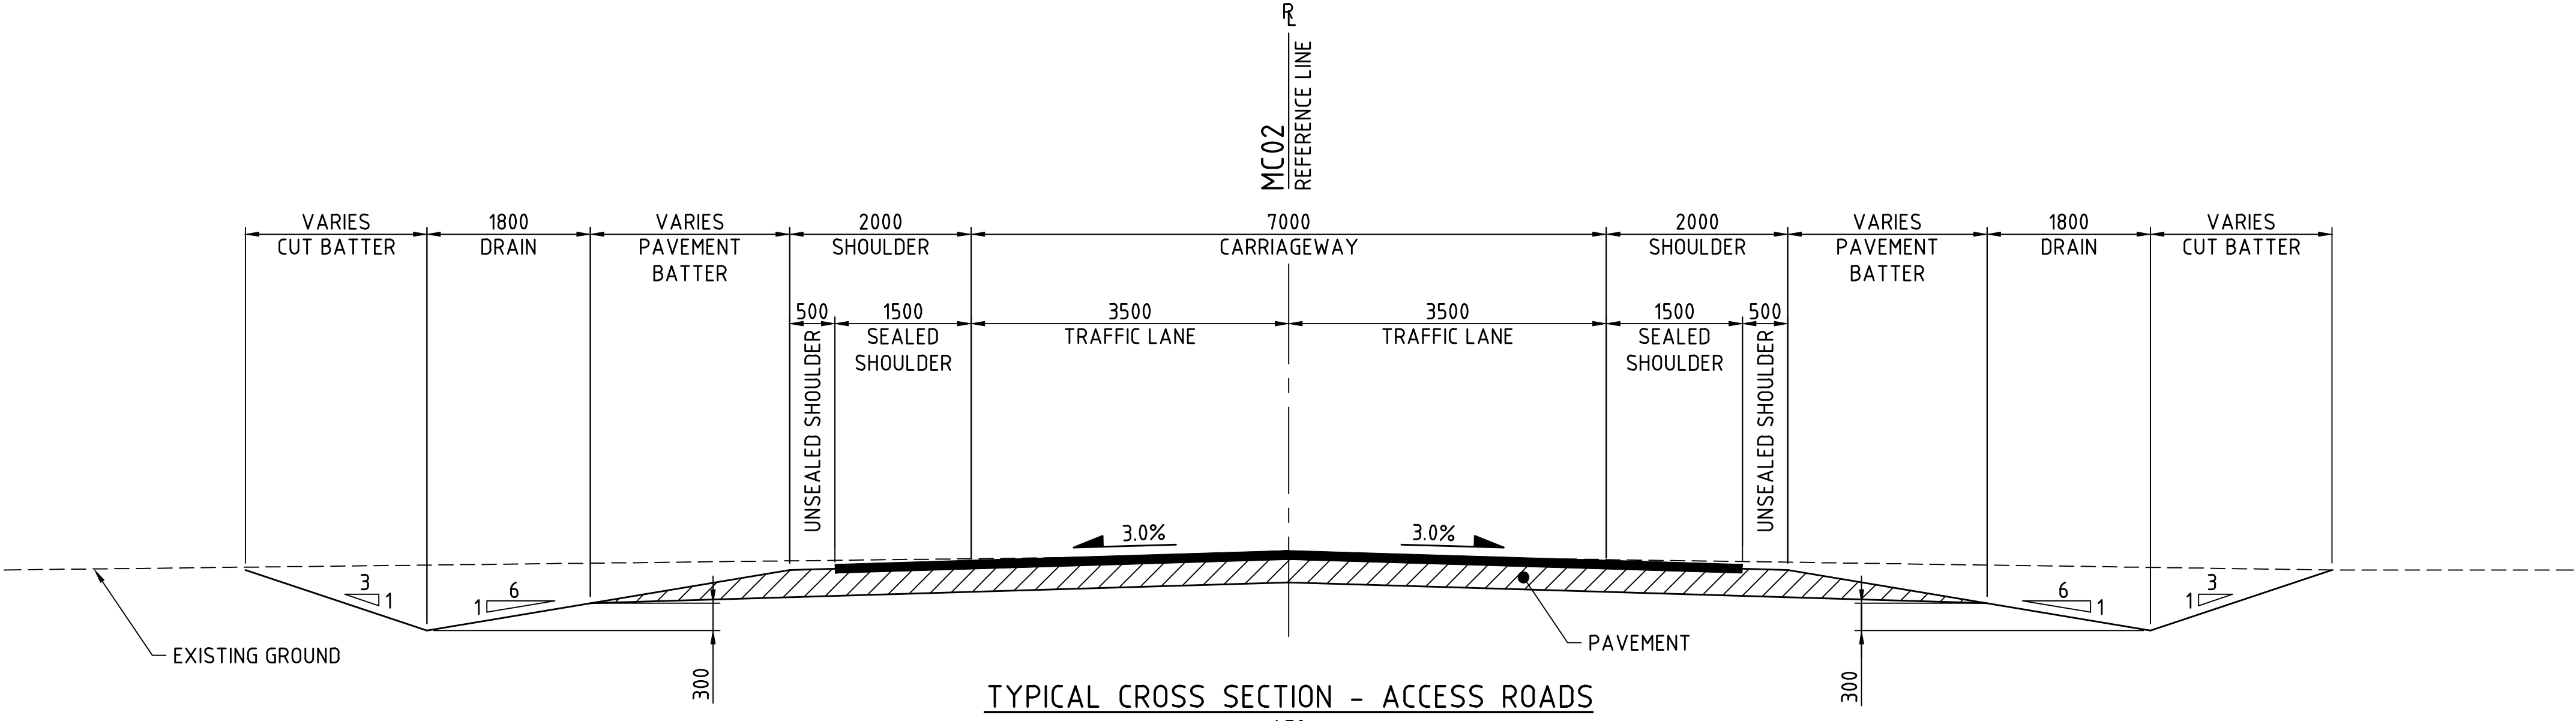 RL
MC02
REFERENCE LINE
VARIES
CUT BATTER
1800
DRAIN
VARIES
PAVEMENT
BATTER
2000
SHOULDER
7000
CARRIAGEWAY
2000
SHOULDER
VARIES
PAVEMENT
BATTER
1800
DRAIN
VARIES
CUT BATTER
500
UNSEALED SHOULDER
1500
SEALED
SHOULDER
3500
TRAFFIC LANE
3500
TRAFFIC LANE
1500
SEALED
SHOULDER
500
UNSEALED SHOULDER
3.0%
3.0%
3
1
6
1
6
1
3
1
EXISTING GROUND
300
PAVEMENT
300
TYPICAL CROSS SECTION - ACCESS ROADS